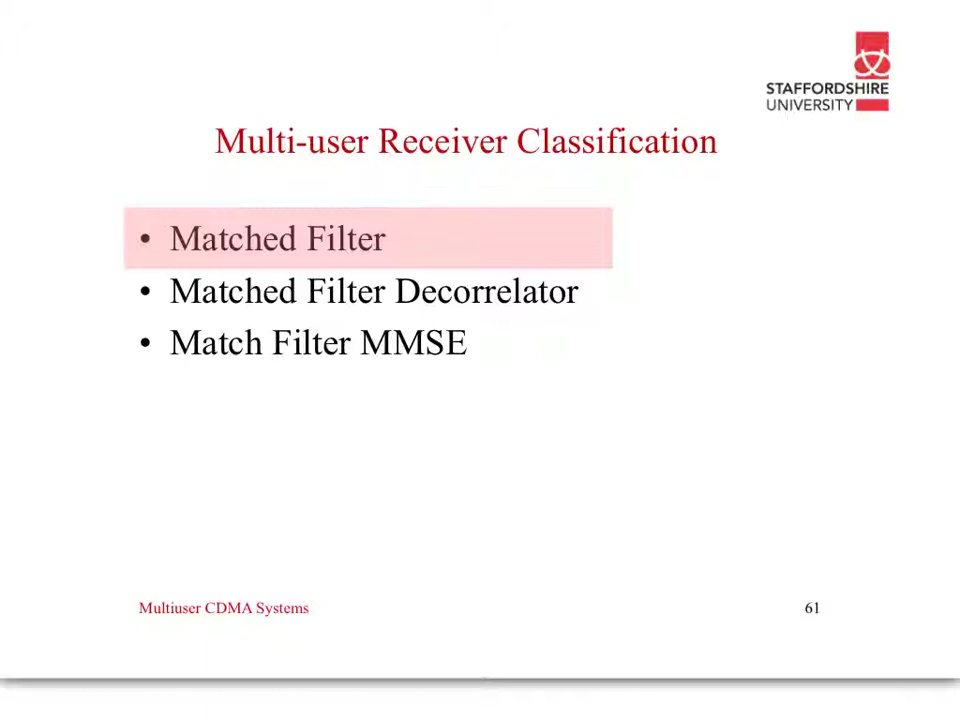 STAFFORDSHIRE
UNIVERSITY
Multi-user Receiver Classification
• Matched Filter
• Matched Filter Decorrelator
• Match Filter MMSE
Multiuser CDMA Systems
61